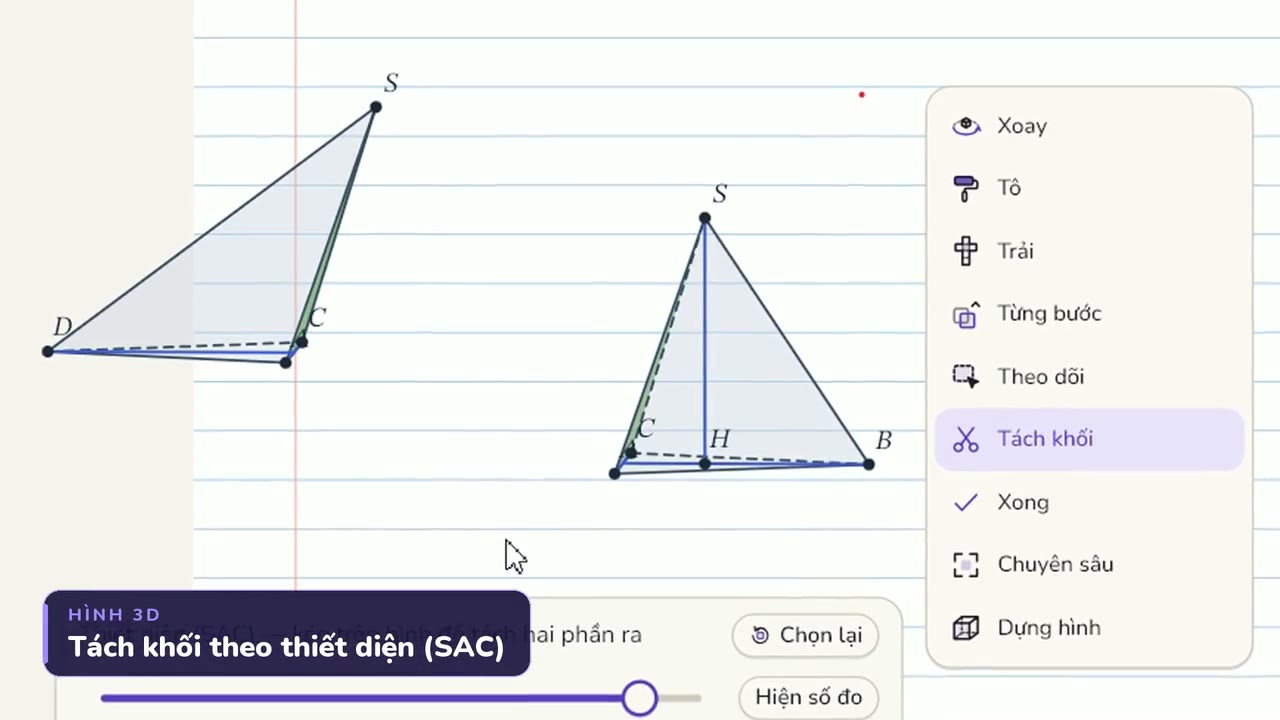 S
Xoay
S
Tô
Trải
D
C
Từng bước
Theo dõi
C
H
B
Tách khối
Xong
Chuyên sâu
HÌNH 3D
Tách khối theo thiết diện (SAC)
hai phần ra
Chọn lại
Dựng hình
Hiện số đo